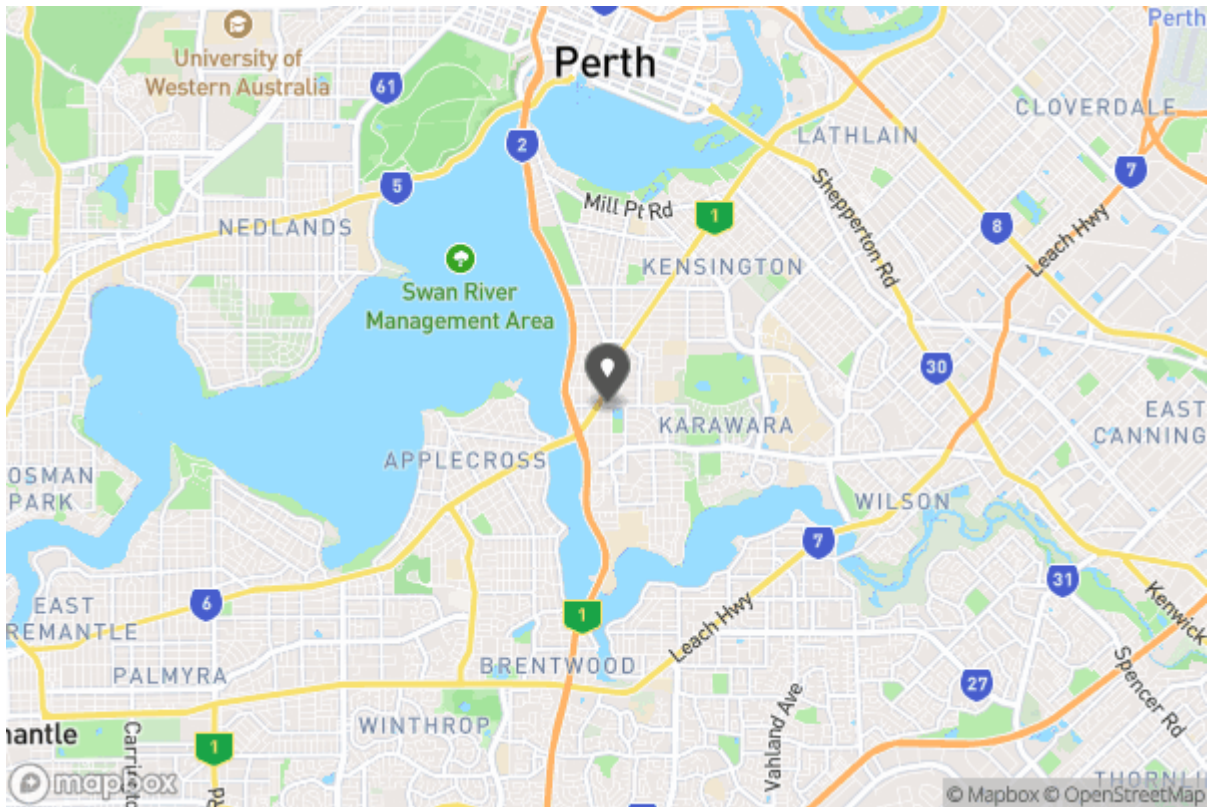 University of
Western Australia
61
Perth
Perth
CLOVERDALE
LATHLAIN
2
7
5
Mill Pt Rd
1
Shepperton Rd
Leach Hwy
8
NEDLANDS
KENSINGTON
Swan River
Management Area
30
KARAWARA
EAST
CANNING
APPLECROSS
OSMAN
PARK
WILSON
7
31
6
1
EAST
REMANTLE
Leach Hwy
Kenwick
BRENTWOOD
PALMYRA
27
Spencer Rd
WINTHROP
Vahland Ave
mantle
Carrington
1
Rd
THORNLI
mapbox
© Mapbox © OpenStreetMap